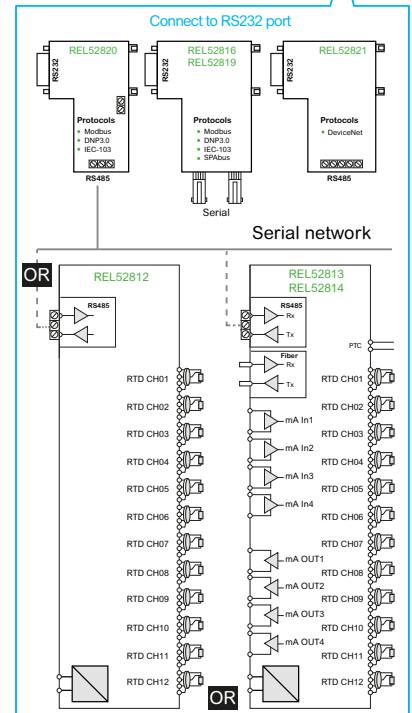 Connect to RS232 port
REL52820
RS232
Protocols
• Modbus
• DNP3.0
• IEC-103
RS485
REL52816
REL52819
RS232
Protocols
• Modbus
• DNP3.0
• IEC-103
• SPAbus
Serial
REL52821
RS232
Protocols
• DeviceNet
RS485
Serial network
OR
REL52812
RS485
RTD CH01
RTD CH02
RTD CH03
RTD CH04
RTD CH05
RTD CH06
RTD CH07
RTD CH08
RTD CH09
RTD CH10
RTD CH11
RTD CH12
OR
REL52813
REL52814
RS485
Rx
Tx
Fiber
Rx
Tx
mA In1
mA In2
mA In3
mA In4
mA OUT1
mA OUT2
mA OUT3
mA OUT4
PTC
RTD CH01
RTD CH02
RTD CH03
RTD CH04
RTD CH05
RTD CH06
RTD CH07
RTD CH08
RTD CH09
RTD CH10
RTD CH11
RTD CH12